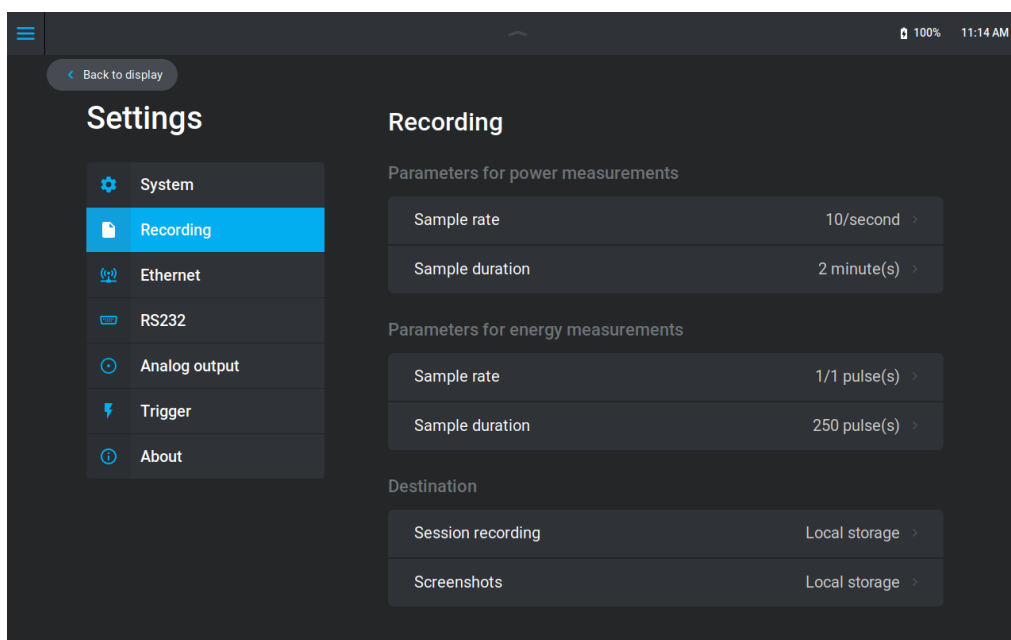 100% 11:14 AM
Back to display
Settings
System
Recording
Ethernet
RS232
Analog output
Trigger
About
Recording
Parameters for power measurements
Sample rate 10/second
Sample duration 2 minute(s)
Parameters for energy measurements
Sample rate 1/1 pulse(s)
Sample duration 250 pulse(s)
Destination
Session recording Local storage
Screenshots Local storage